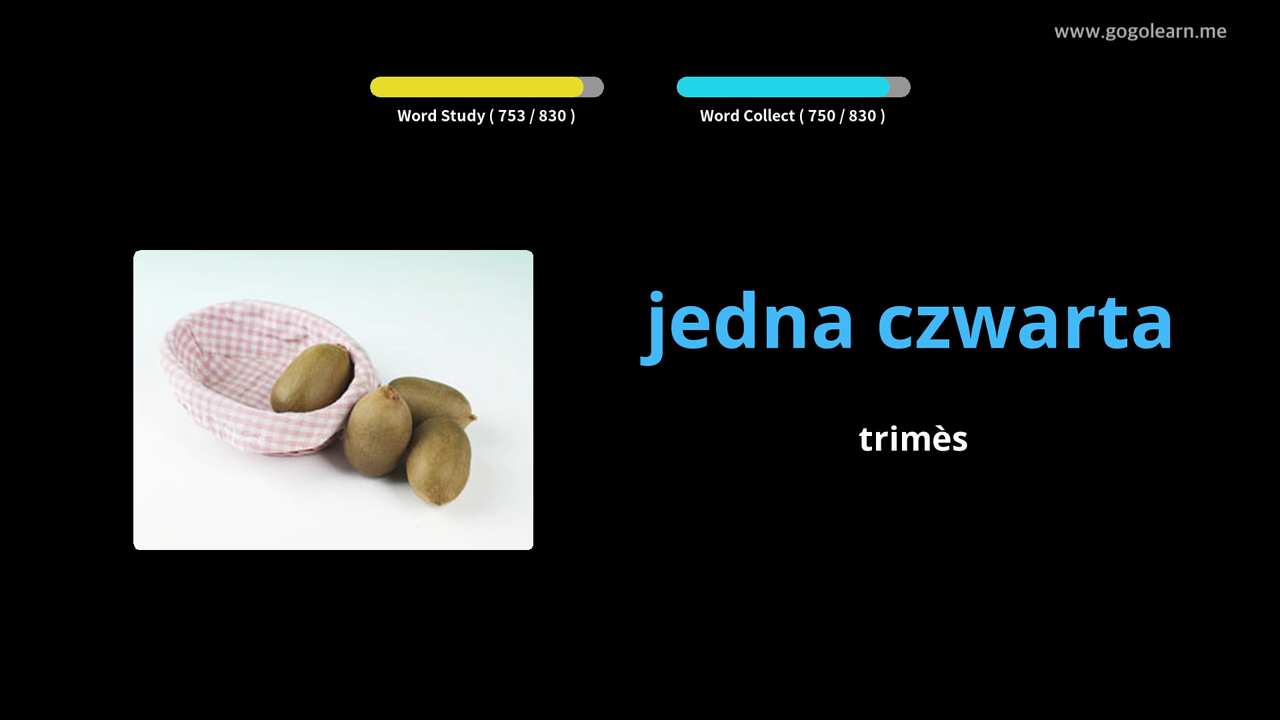 www.gogolearn.me
Word Study ( 753 / 830 )
Word Collect ( 750 / 830 )
jedna czwarta
trimès